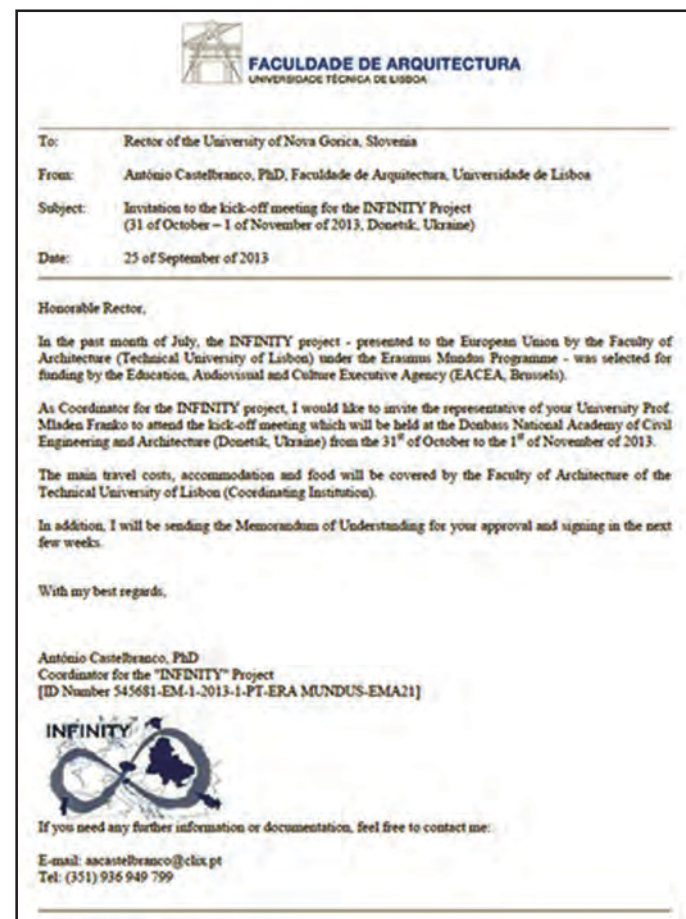 FACULDADE DE ARQUITECTURA
UNIVERSIDADE TÉCNICA DE LISBOA
To: Rector of the University of Nova Gorica, Slovenia
From: António Castelbranco, PhD, Faculdade de Arquitectura, Universidade de Lisboa
Subject: Invitation to the kick-off meeting for the INFINITY Project
(31 of October – 1 of November of 2013, Donetsk, Ukraine)
Date: 25 of September of 2013
Honorable Rector,
In the past month of July, the INFINITY project - presented to the European Union by the Faculty of
Architecture (Technical University of Lisbon) under the Erasmus Mundus Programme - was selected for
funding by the Education, Audiovisual and Culture Executive Agency (EACEA, Brussels).
As Coordinator for the INFINITY project, I would like to invite the representative of your University Prof.
Mladen Franko to attend the kick-off meeting which will be held at the Donbass National Academy of Civil
Engineering and Architecture (Donetsk, Ukraine) from the 31st of October to the 1st of November of 2013.
The main travel costs, accommodation and food will be covered by the Faculty of Architecture of the
Technical University of Lisbon (Coordinating Institution).
In addition, I will be sending the Memorandum of Understanding for your approval and signing in the next
few weeks.
With my best regards,
António Castelbranco, PhD
Coordinator for the "INFINITY" Project
[ID Number 545681-EM-1-2013-1-PT-ERA MUNDUS-EMA21]
INFINITY
If you need any further information or documentation, feel free to contact me:
E-mail: aacastelbranco@clix.pt
Tel: (351) 936 949 799